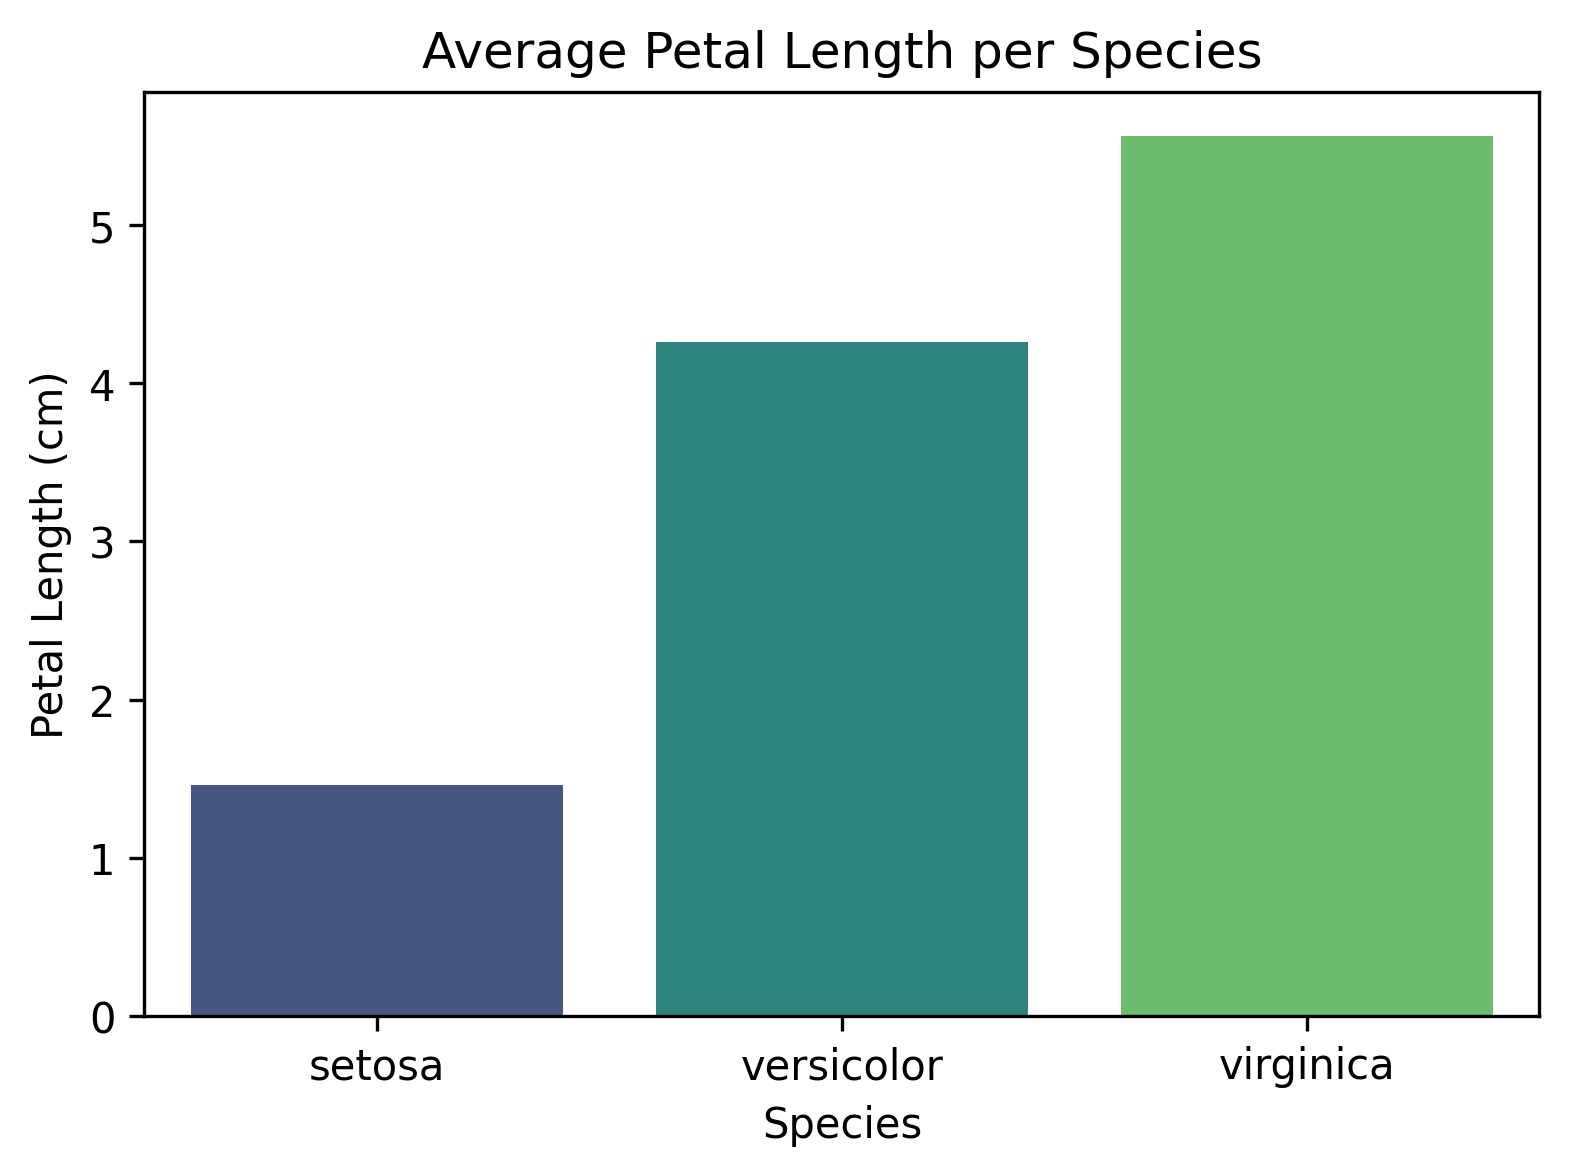 Average Petal Length per Species
Petal Length (cm)
5
4
3
2
1
0
setosa versicolor virginica
Species